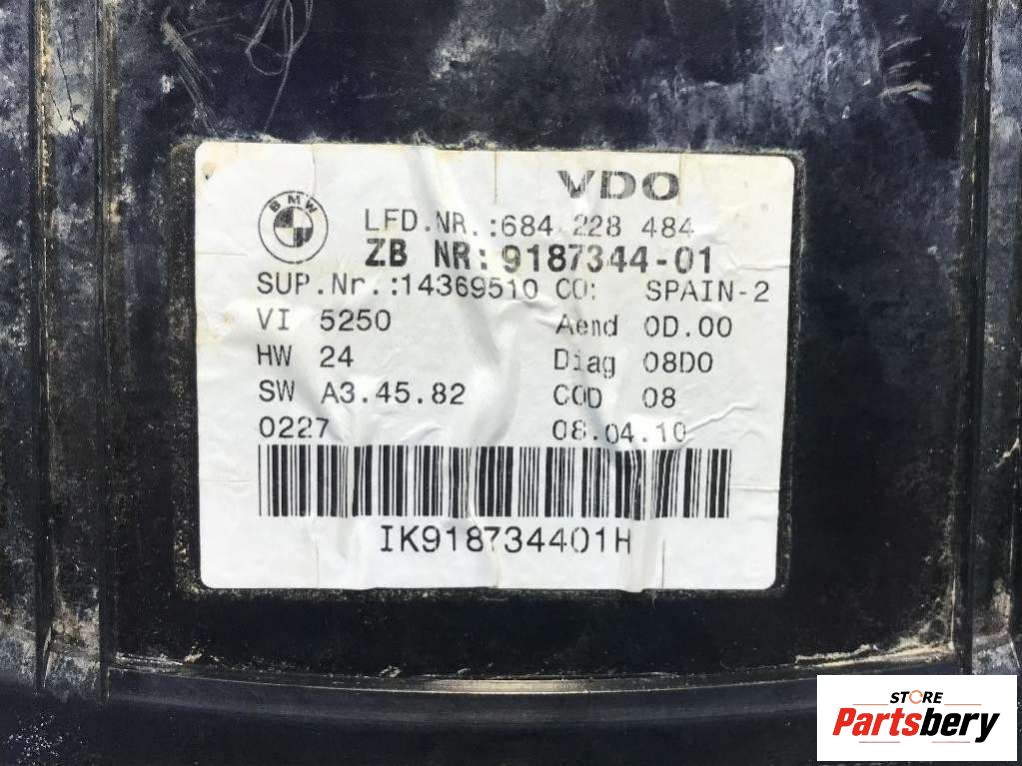 VDO
BMW
LFD.NR.:684 228 484
ZB NR: 9187344-01
SUP.Nr.:14369510 CO: SPAIN-2
VI 5250 Aend 0D.00
HW 24 Diag 08D0
SW A3.45.82 COD 08
0227 08.04.10
IK918734401H
STORE
Partsbery